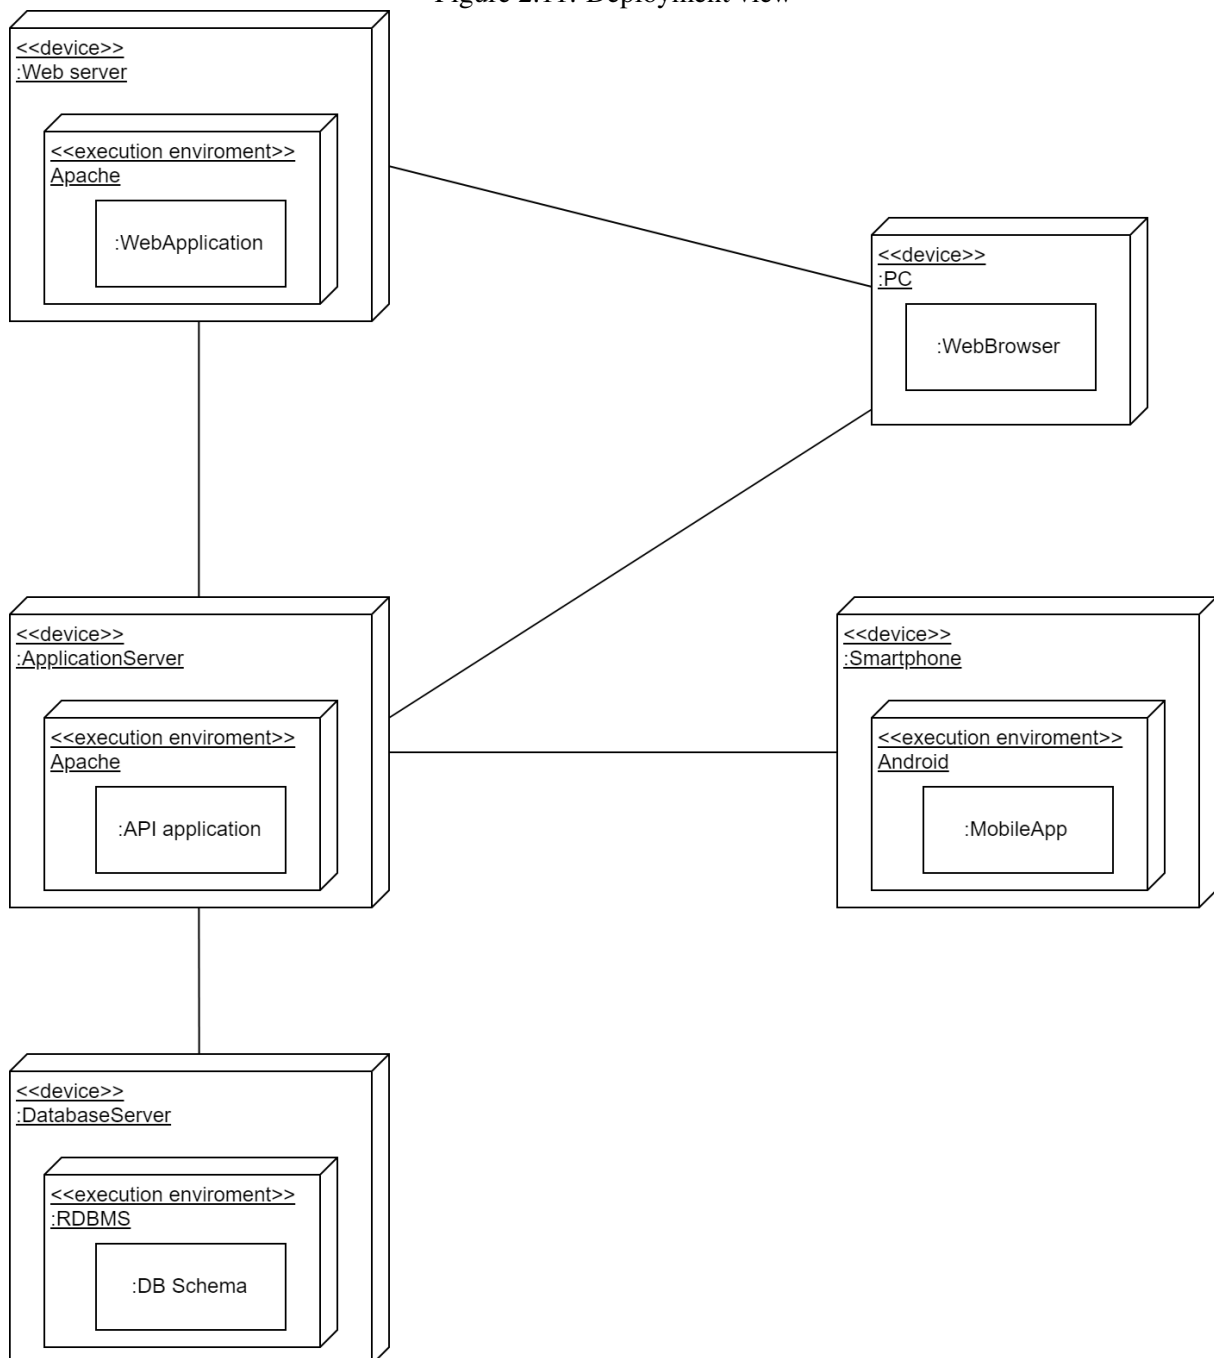 Figure 2.11: Deployment view
<<device>>
:Web server
<<execution enviroment>>
Apache
:WebApplication
<<device>>
:PC
:WebBrowser
<<device>>
:ApplicationServer
<<execution enviroment>>
Apache
:API application
<<device>>
:Smartphone
<<execution enviroment>>
Android
:MobileApp
<<device>>
:DatabaseServer
<<execution enviroment>>
:RDBMS
:DB Schema